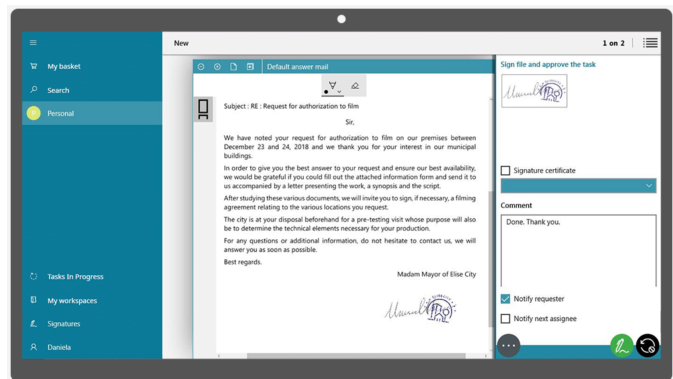 New
1 on 2
My basket
Search
P
Personal
Tasks In Progress
My workspaces
Signatures
Daniela
Default answer mail
Subject : RE : Request for authorization to film
Sir,
We have noted your request for authorization to film on our premises between
December 23 and 24, 2018 and we thank you for your interest in our municipal
buildings.
In order to give you the best answer to your request and ensure our best availability,
we would be grateful if you could fill out the attached information form and send it to
us accompanied by a letter presenting the work, a synopsis and the script.
After studying these various documents, we will invite you to sign, if necessary, a filming
agreement relating to the various locations you request.
The city is at your disposal beforehand for a pre-testing visit whose purpose will also
be to determine the technical elements necessary for your production.
For any questions or additional information, do not hesitate to contact us, we will
answer you as soon as possible.
Best regards.
Madam Mayor of Elise City
Sign file and approve the task
Signature certificate
Comment
Done. Thank you.
Notify requester
Notify next assignee